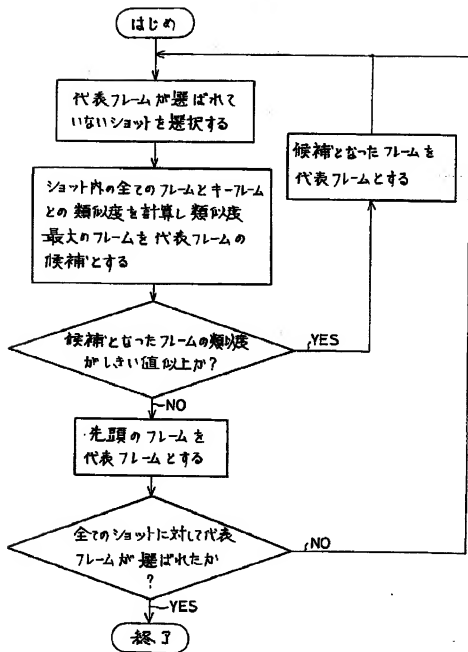 はじめ
代表フレームが選ばれて
いないショットを選択する
候補となったフレームを
代表フレームとする
ショット内の全てのフレームとキーフレーム
との類似度を計算し類似度
最大のフレームを代表フレームの
候補とする
候補となったフレームの類似度
がしきい値以上か?
YES
NO
先頭のフレームを
代表フレームとする
全てのショットに対して代表
フレームが選ばれたか
?
NO
YES
終了